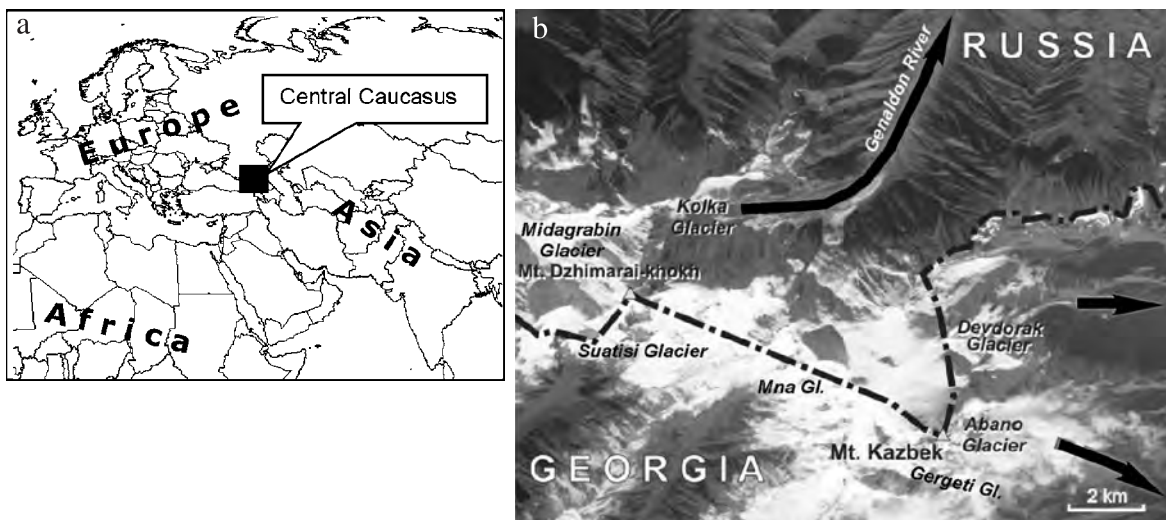 a
Central Caucasus
Europe
Asia
Africa
b
RUSSIA
Genaldon River
Kolka
Glacier
Midagrabin
Glacier
Mt. Dzhimarai-khokh
Suatisi Glacier
Mna Gl.
Devdorak
Glacier
Abano
Glacier
Mt. Kazbek
Gergeti Gl.
GEORGIA
2 km